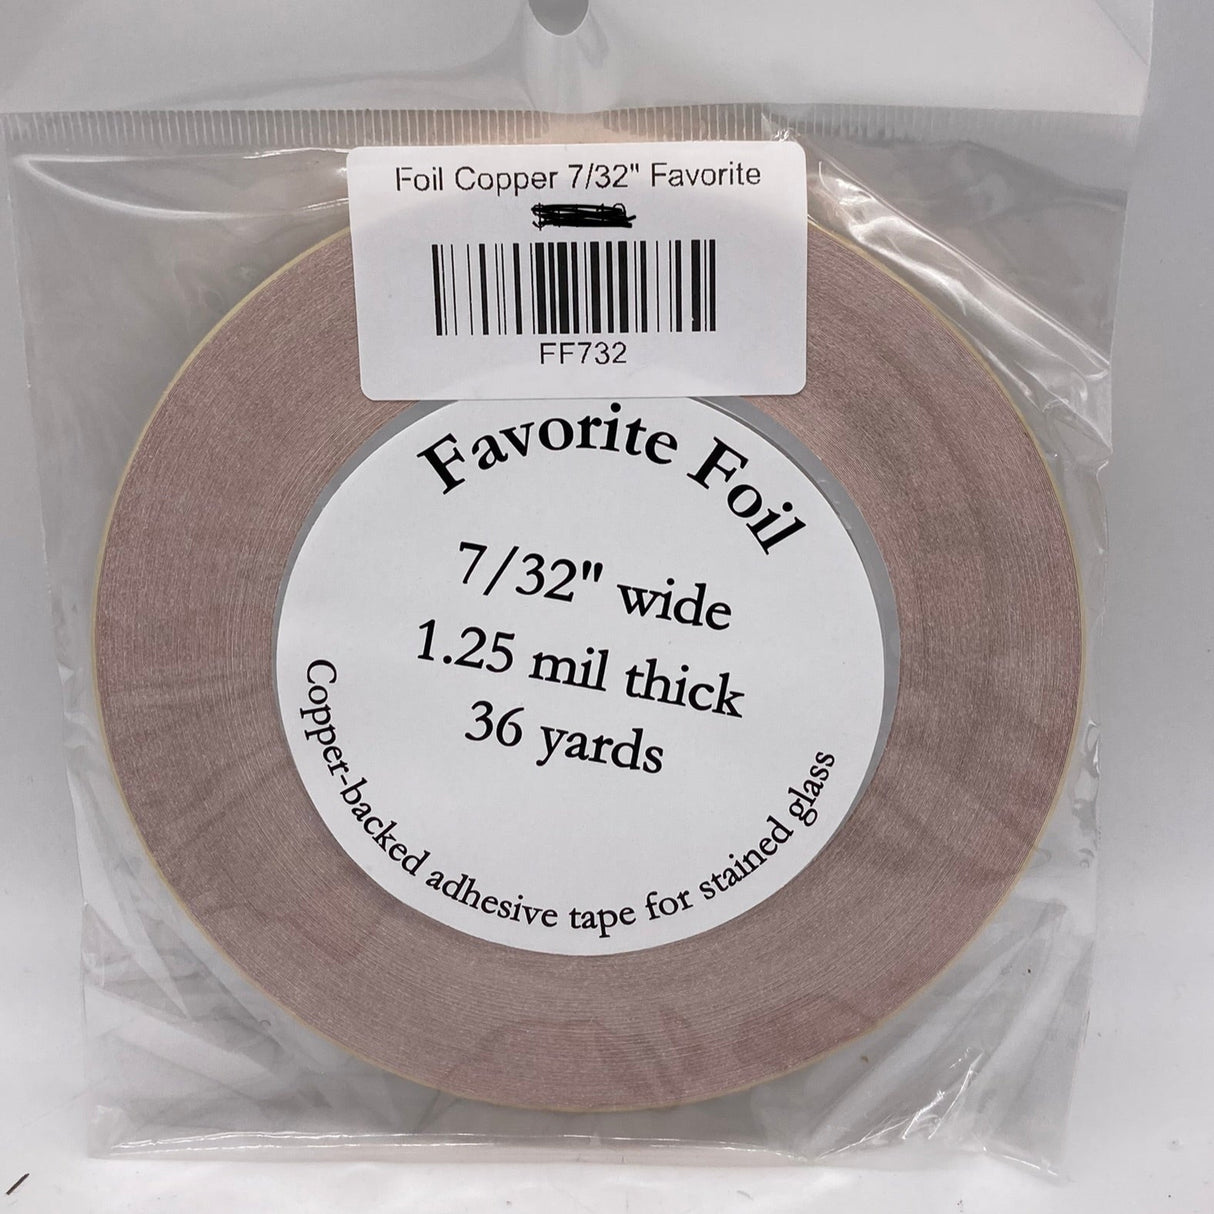 Foil Copper 7/32" Favorite
FF732
Favorite Foil
7/32" wide
1.25 mil thick
36 yards
Copper-backed adhesive tape for stained glass